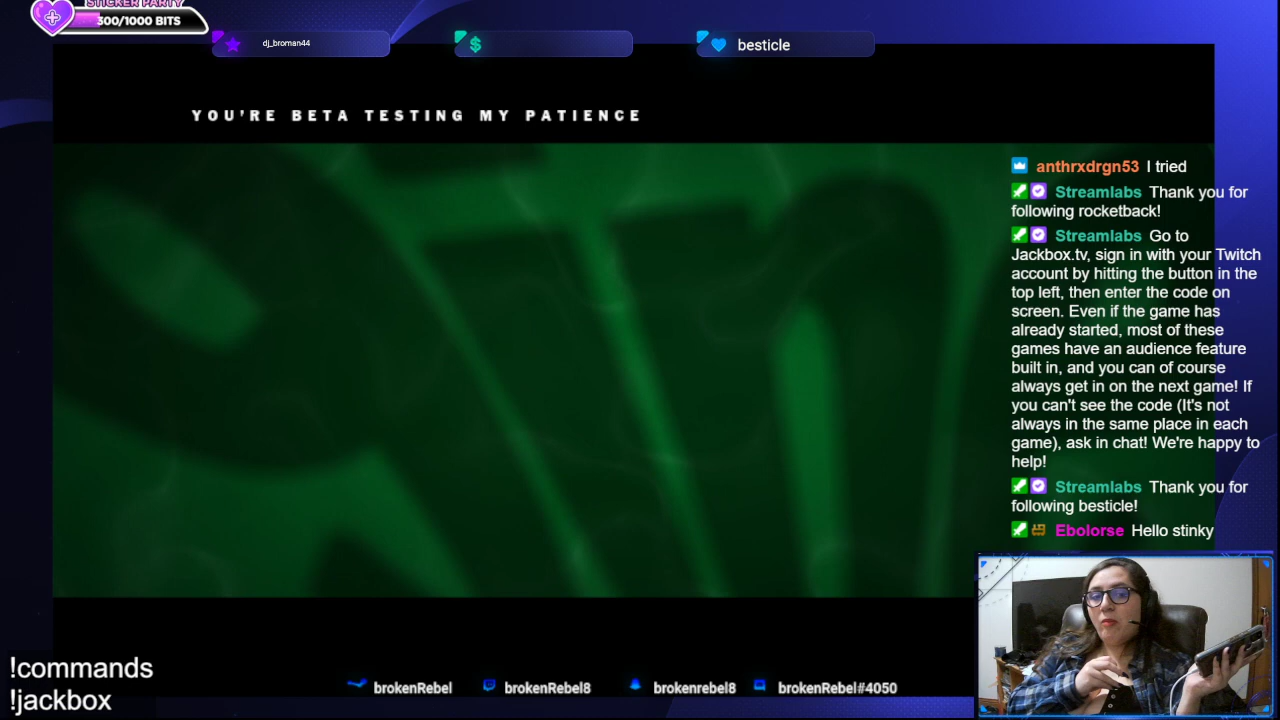 STICKER PARTY
300/1000 BITS
dj_broman44
$
besticle
YOU'RE BETA TESTING MY PATIENCE
anthrxdrgn53 I tried
Streamlabs Thank you for
following rocketback!
Streamlabs Go to
Jackbox.tv, sign in with your Twitch
account by hitting the button in the
top left, then enter the code on
screen. Even if the game has
already started, most of these
games have an audience feature
built in, and you can of course
always get in on the next game! If
you can't see the code (It's not
always in the same place in each
game), ask in chat! We're happy to
help!
Streamlabs Thank you for
following besticle!
Ebolorse Hello stinky
!commands
!jackbox
brokenRebel
brokenRebel8
brokenrebel8
brokenRebel#4050